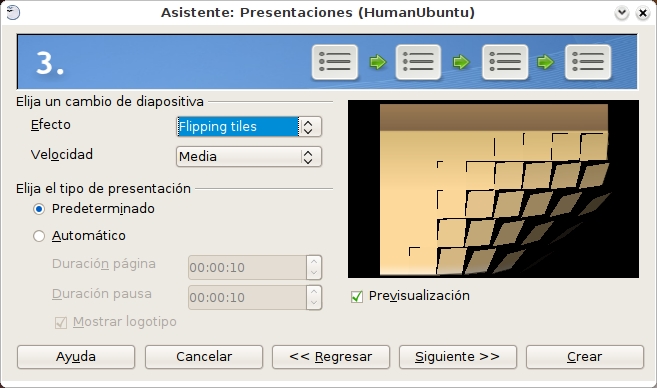 Asistente: Presentaciones (HumanUbuntu)
3.
Elija un cambio de diapositiva
Efecto
Flipping tiles
Velocidad
Media
Elija el tipo de presentación
Predeterminado
Automático
Duración página
00:00:10
Duración pausa
00:00:10
Mostrar logotipo
Previsualización
Ayuda
Cancelar
<< Regresar
Siguiente >>
Crear